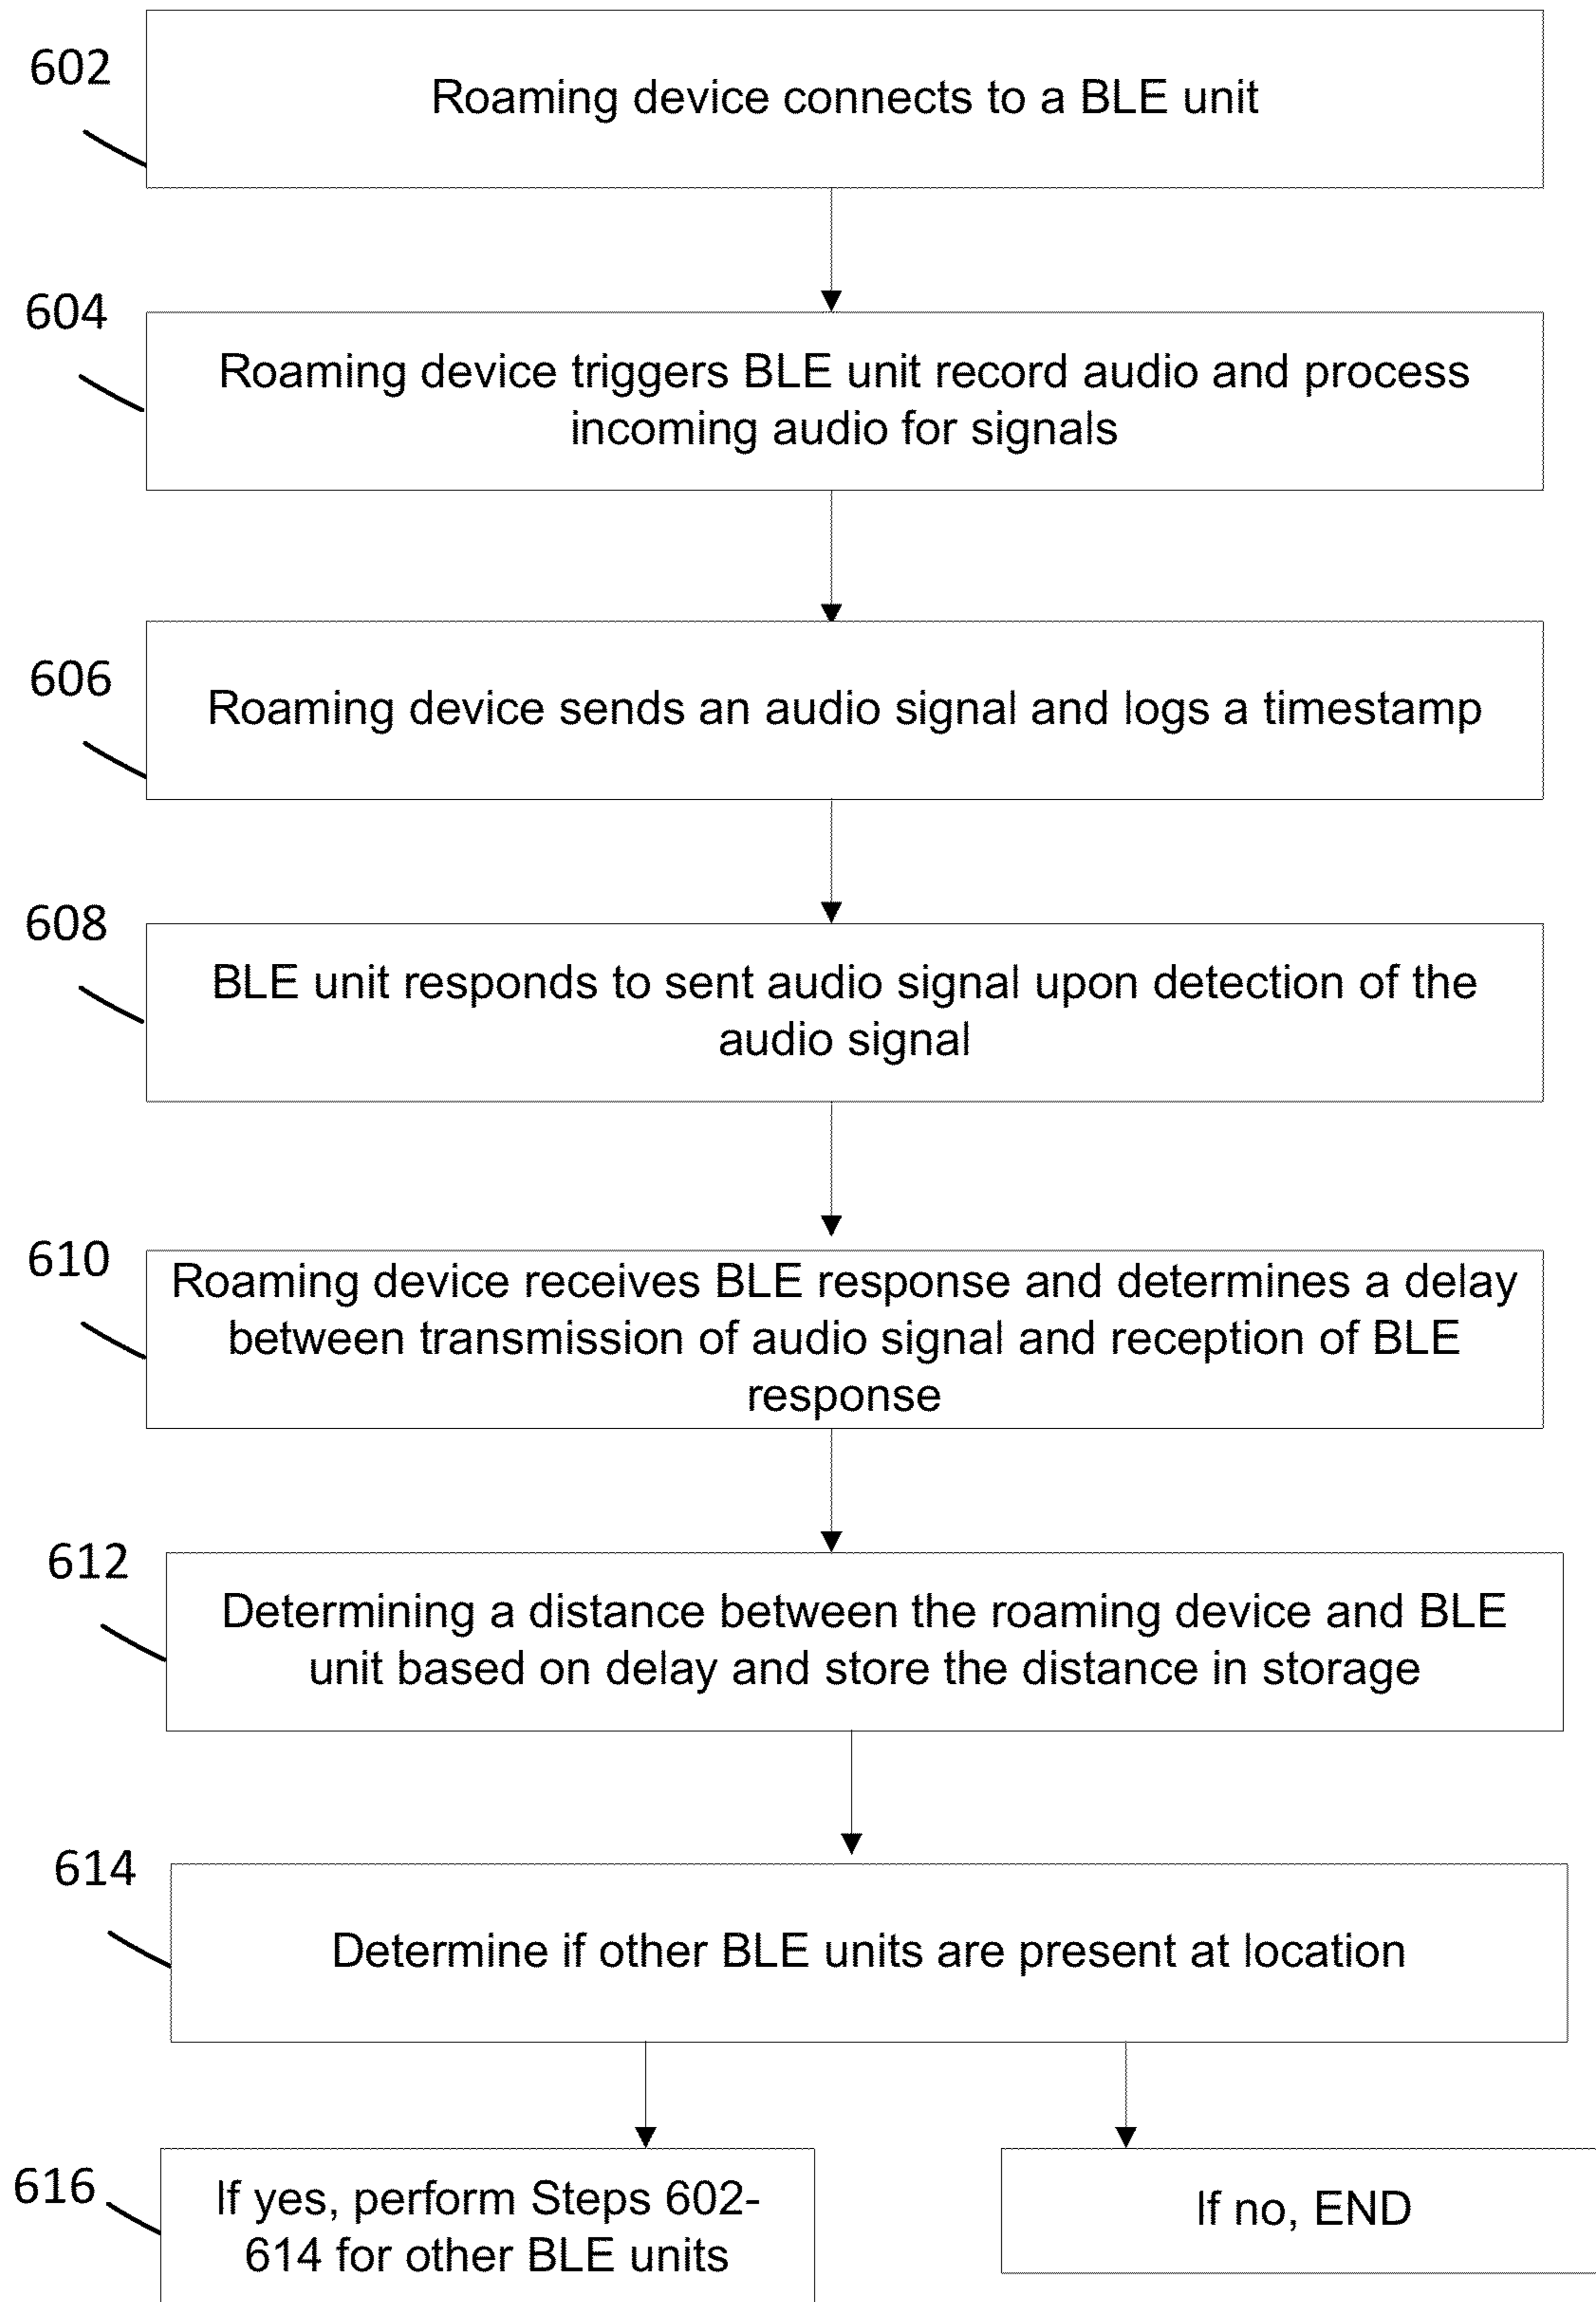 602
Roaming device connects to a BLE unit
604
Roaming device triggers BLE unit record audio and process
incoming audio for signals
606
Roaming device sends an audio signal and logs a timestamp
608
BLE unit responds to sent audio signal upon detection of the
audio signal
610
Roaming device receives BLE response and determines a delay
between transmission of audio signal and reception of BLE
response
612
Determining a distance between the roaming device and BLE
unit based on delay and store the distance in storage
614
Determine if other BLE units are present at location
616
If yes, perform Steps 602-
614 for other BLE units
If no, END